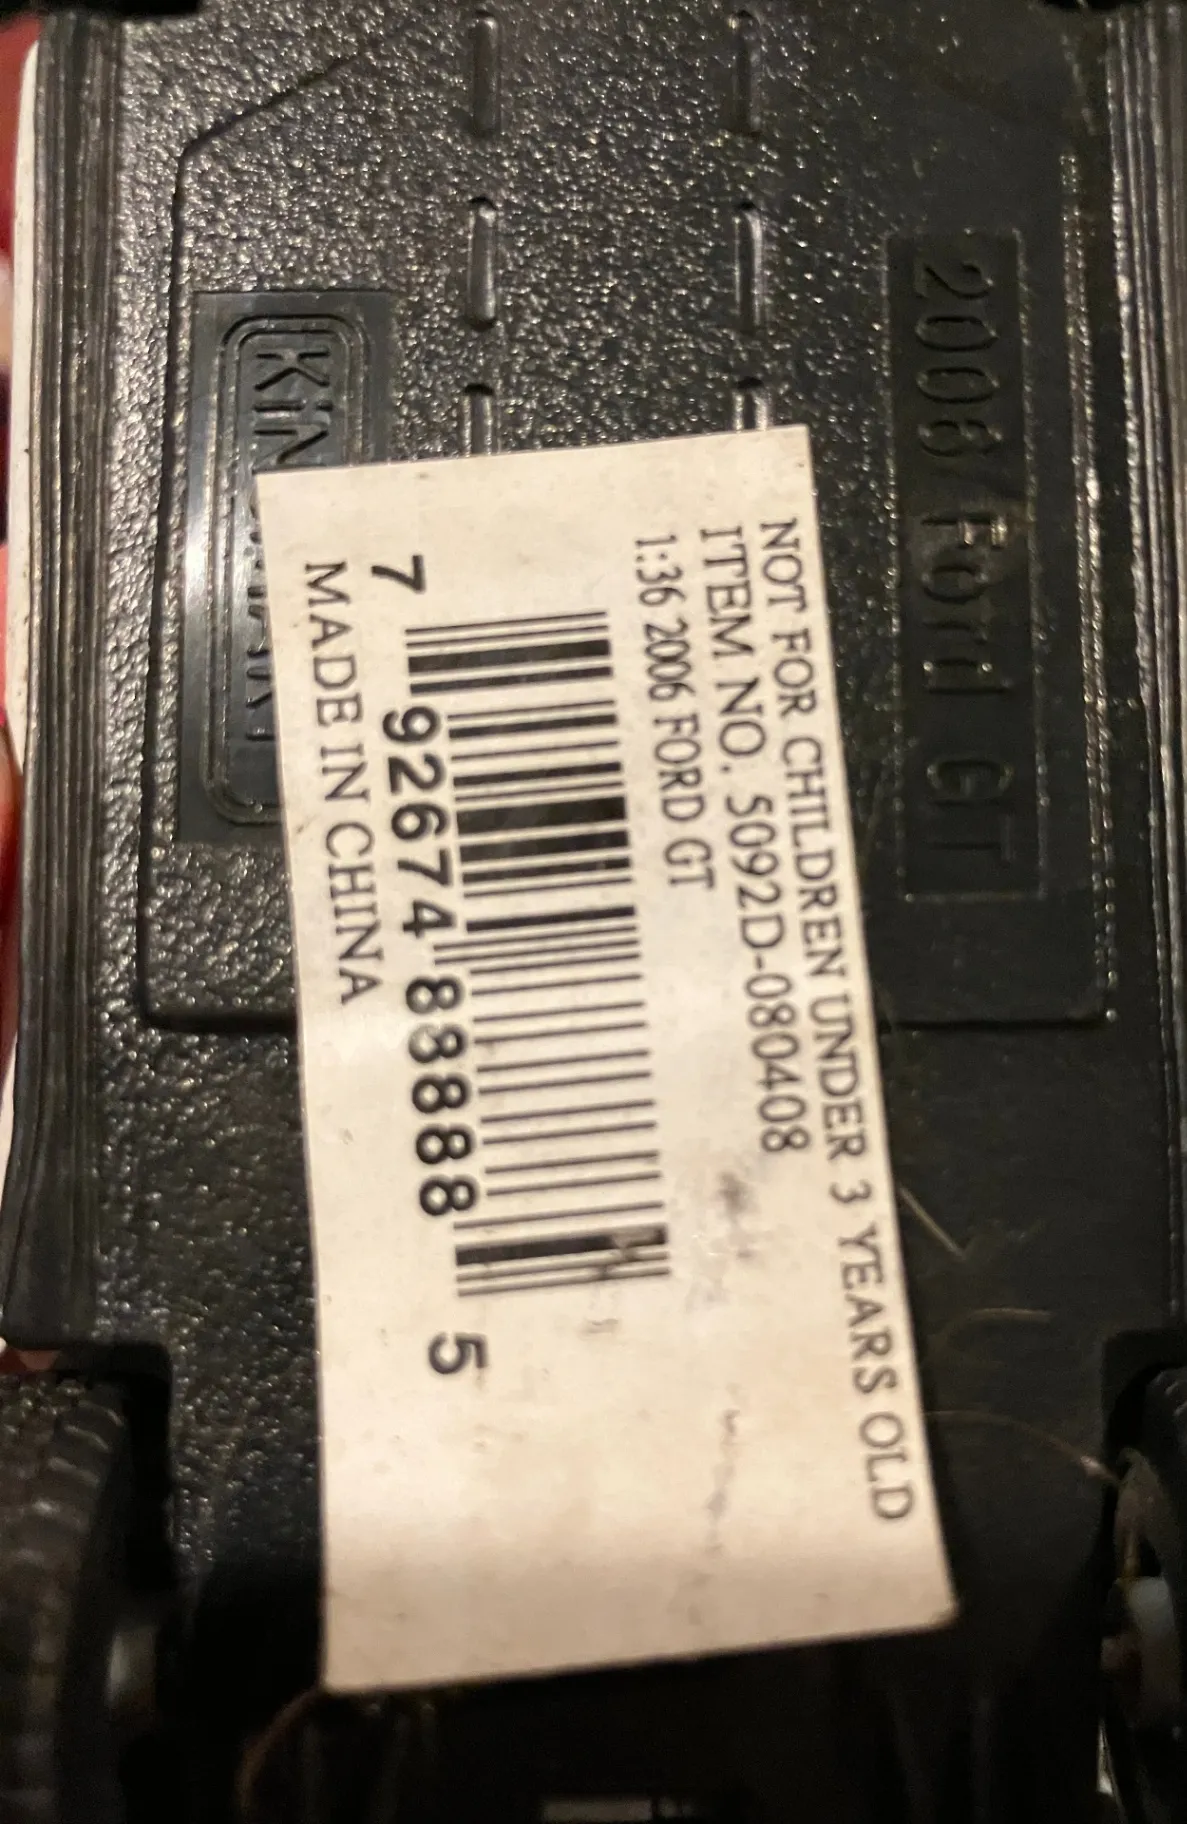 2006 Ford GT
NOT FOR CHILDREN UNDER 3 YEARS OLD
ITEM NO. 5092D-080408
1:36 2006 FORD GT
7 92674 88888 5
MADE IN CHINA